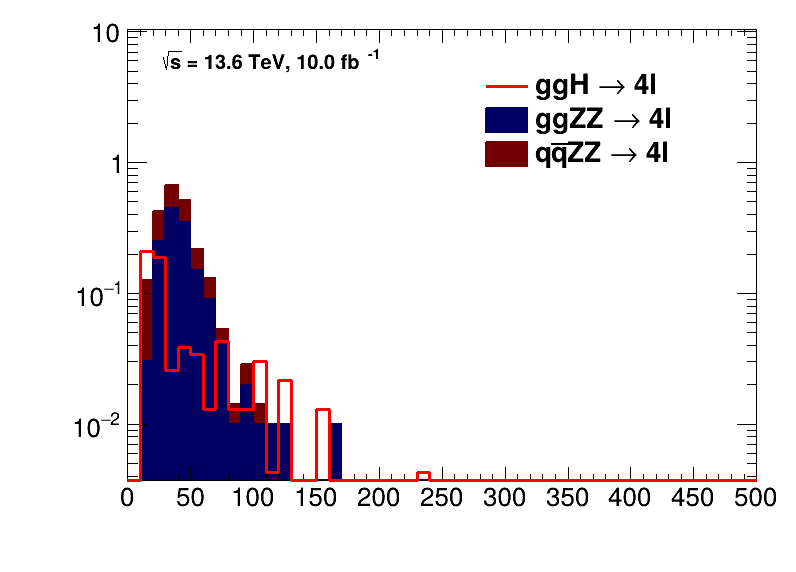 10
√s = 13.6 TeV, 10.0 fb⁻¹
ggH → 4l
ggZZ → 4l
qq̅ZZ → 4l
1
10⁻¹
10⁻²
0 50 100 150 200 250 300 350 400 450 500